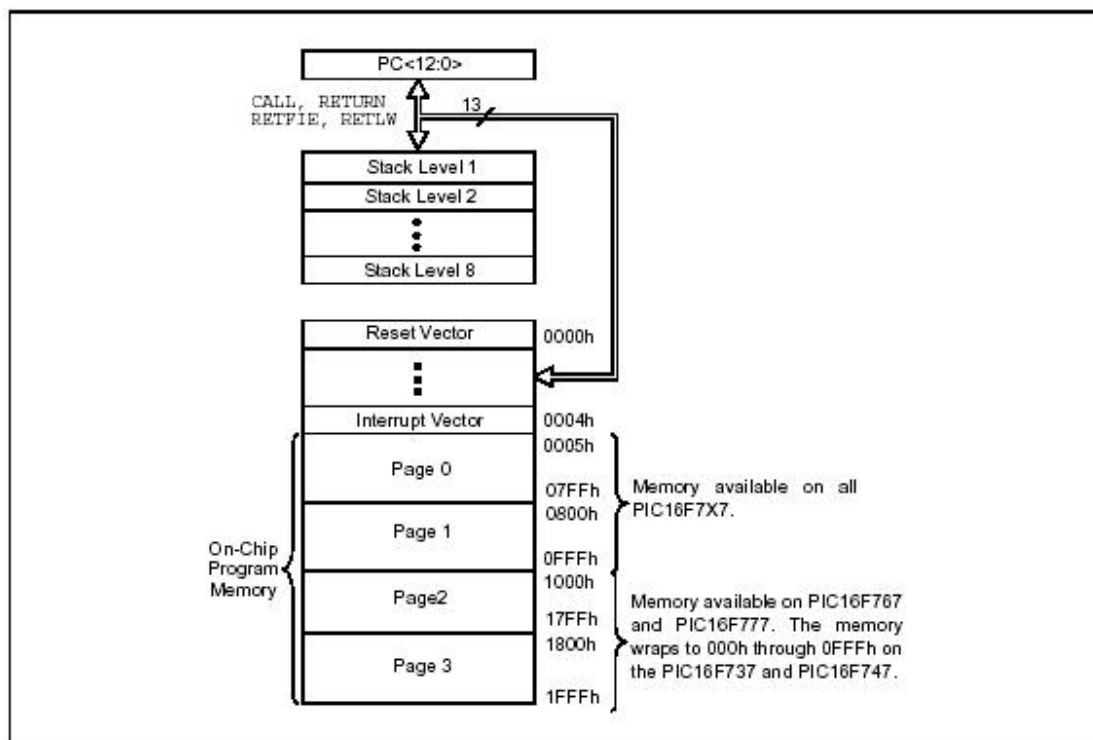 PC<12:0>
CALL, RETURN
RETFIE, RETLW
13
Stack Level 1
Stack Level 2
Stack Level 8
Reset Vector
0000h
Interrupt Vector
0004h
0005h
Page 0
07FFh
0800h
Page 1
0FFFh
1000h
Page2
17FFh
1800h
Page 3
1FFFh
On-Chip
Program
Memory
Memory available on all
PIC16F7X7.
Memory available on PIC16F767
and PIC16F777. The memory
wraps to 000h through 0FFFh on
the PIC16F737 and PIC16F747.